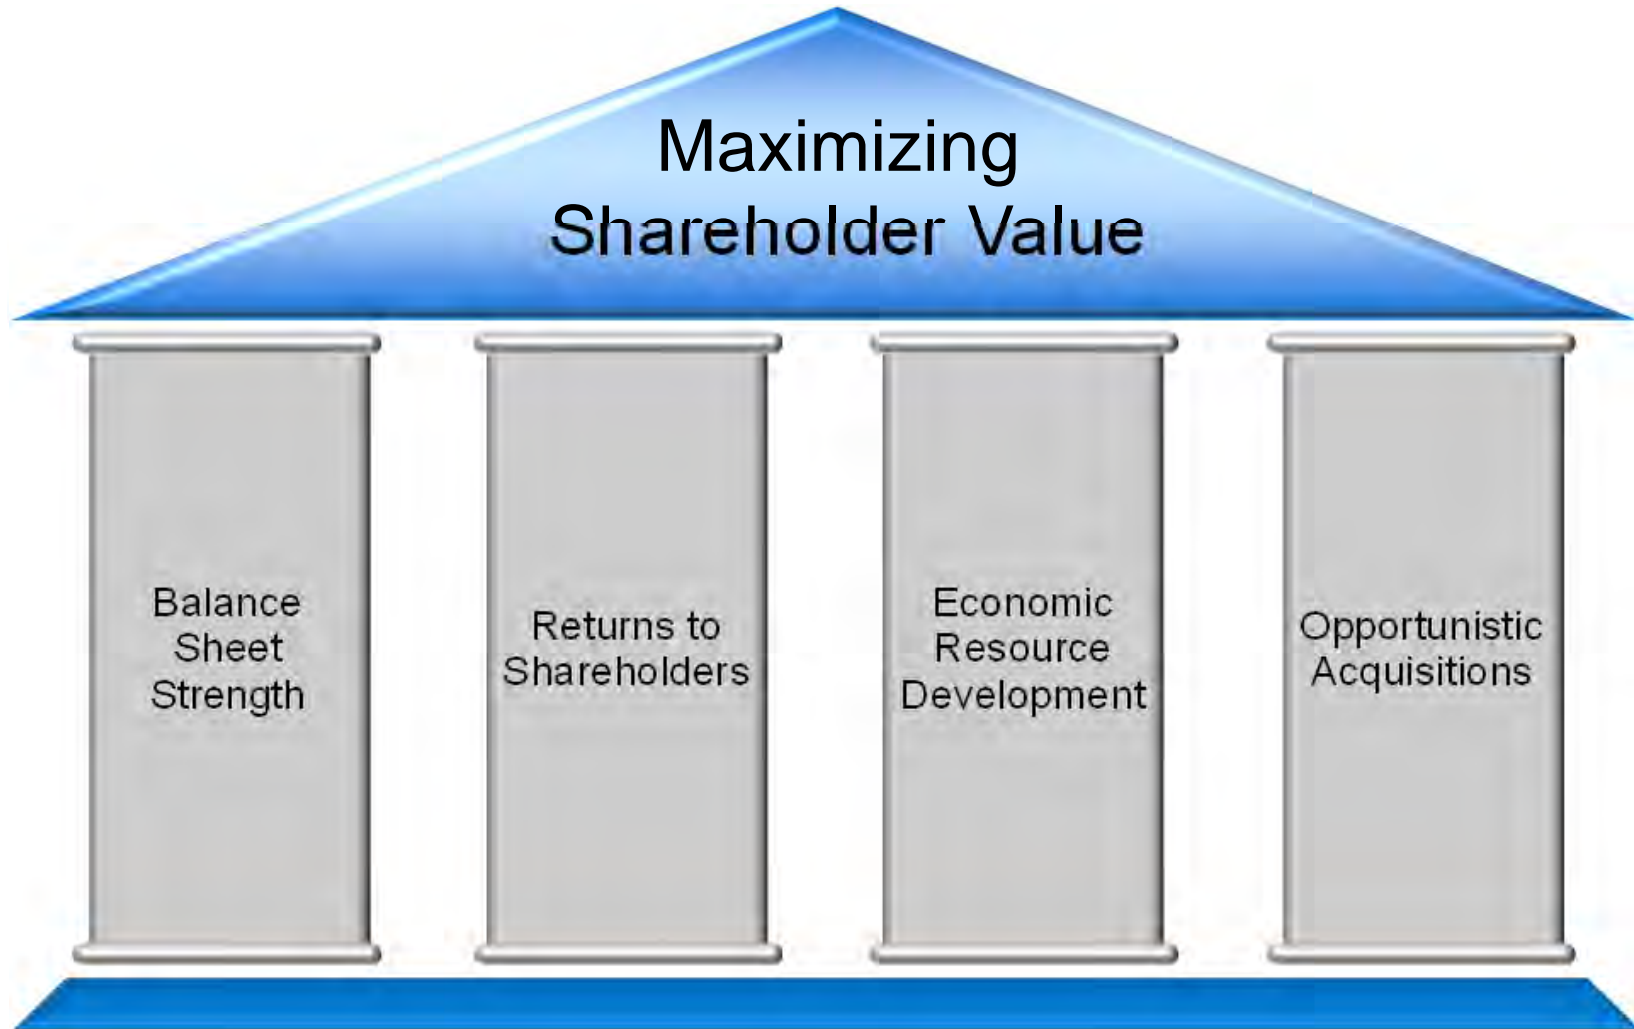 Maximizing
Shareholder Value
Balance
Sheet
Strength
Returns to
Shareholders
Economic
Resource
Development
Opportunistic
Acquisitions